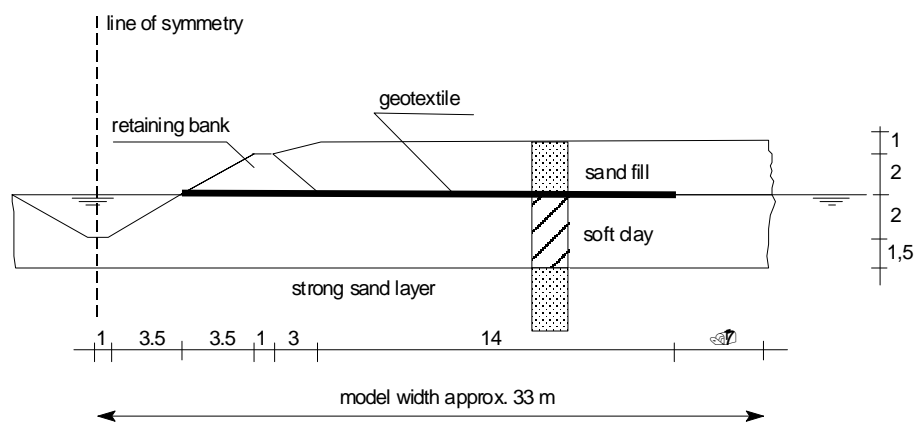 line of symmetry
geotextile
retaining bank
1
sand fill
2
soft clay
2
1,5
strong sand layer
1 3.5 3.5 1 3 14
model width approx. 33 m